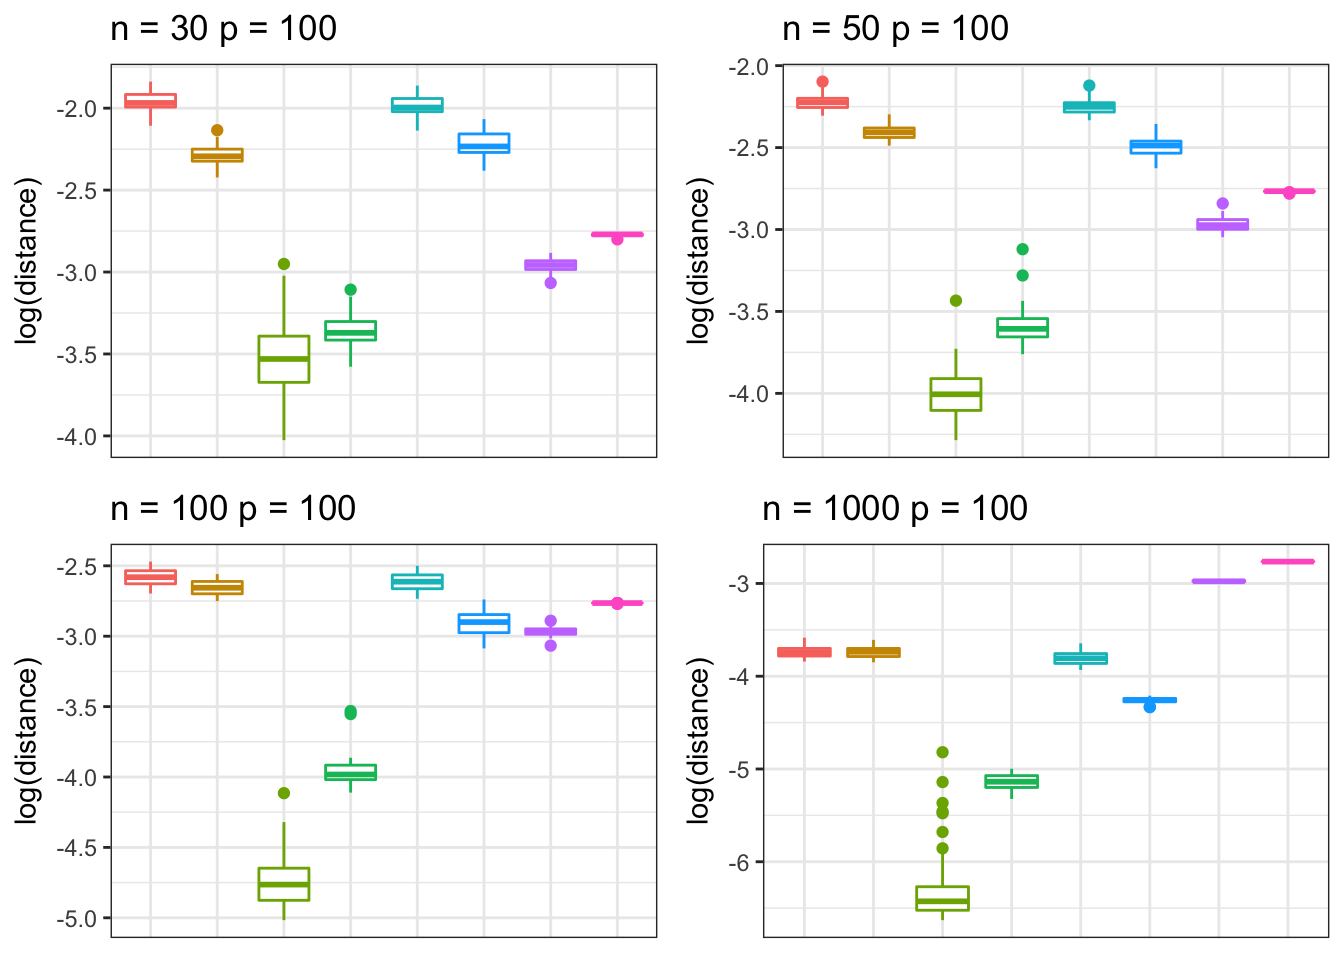 n = 30 p = 100
log(distance)
-2.0
-2.5
-3.0
-3.5
-4.0
n = 50 p = 100
log(distance)
-2.0
-2.5
-3.0
-3.5
-4.0
n = 100 p = 100
log(distance)
-2.5
-3.0
-3.5
-4.0
-4.5
-5.0
n = 1000 p = 100
log(distance)
-3
-4
-5
-6